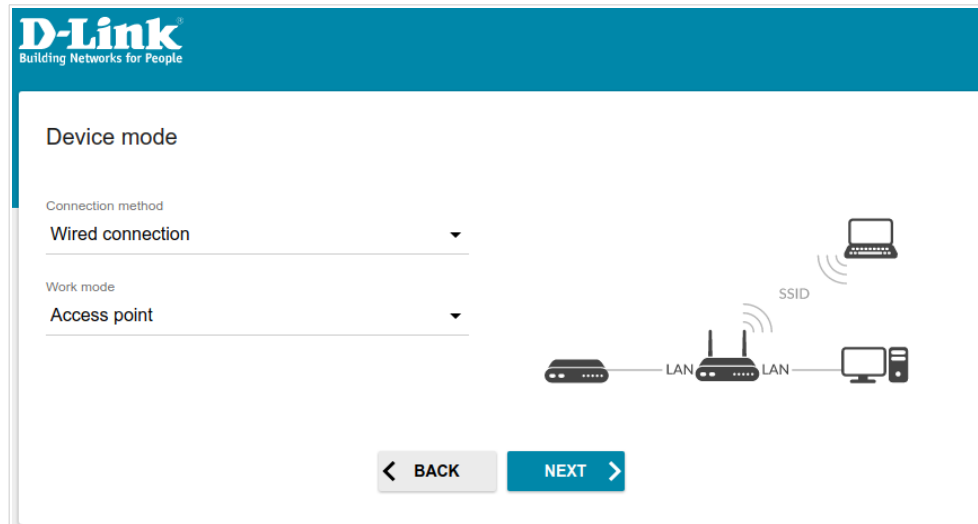 D-Link®
Building Networks for People
Device mode
Connection method
Wired connection
Work mode
Access point
SSID
LAN
LAN
BACK
NEXT